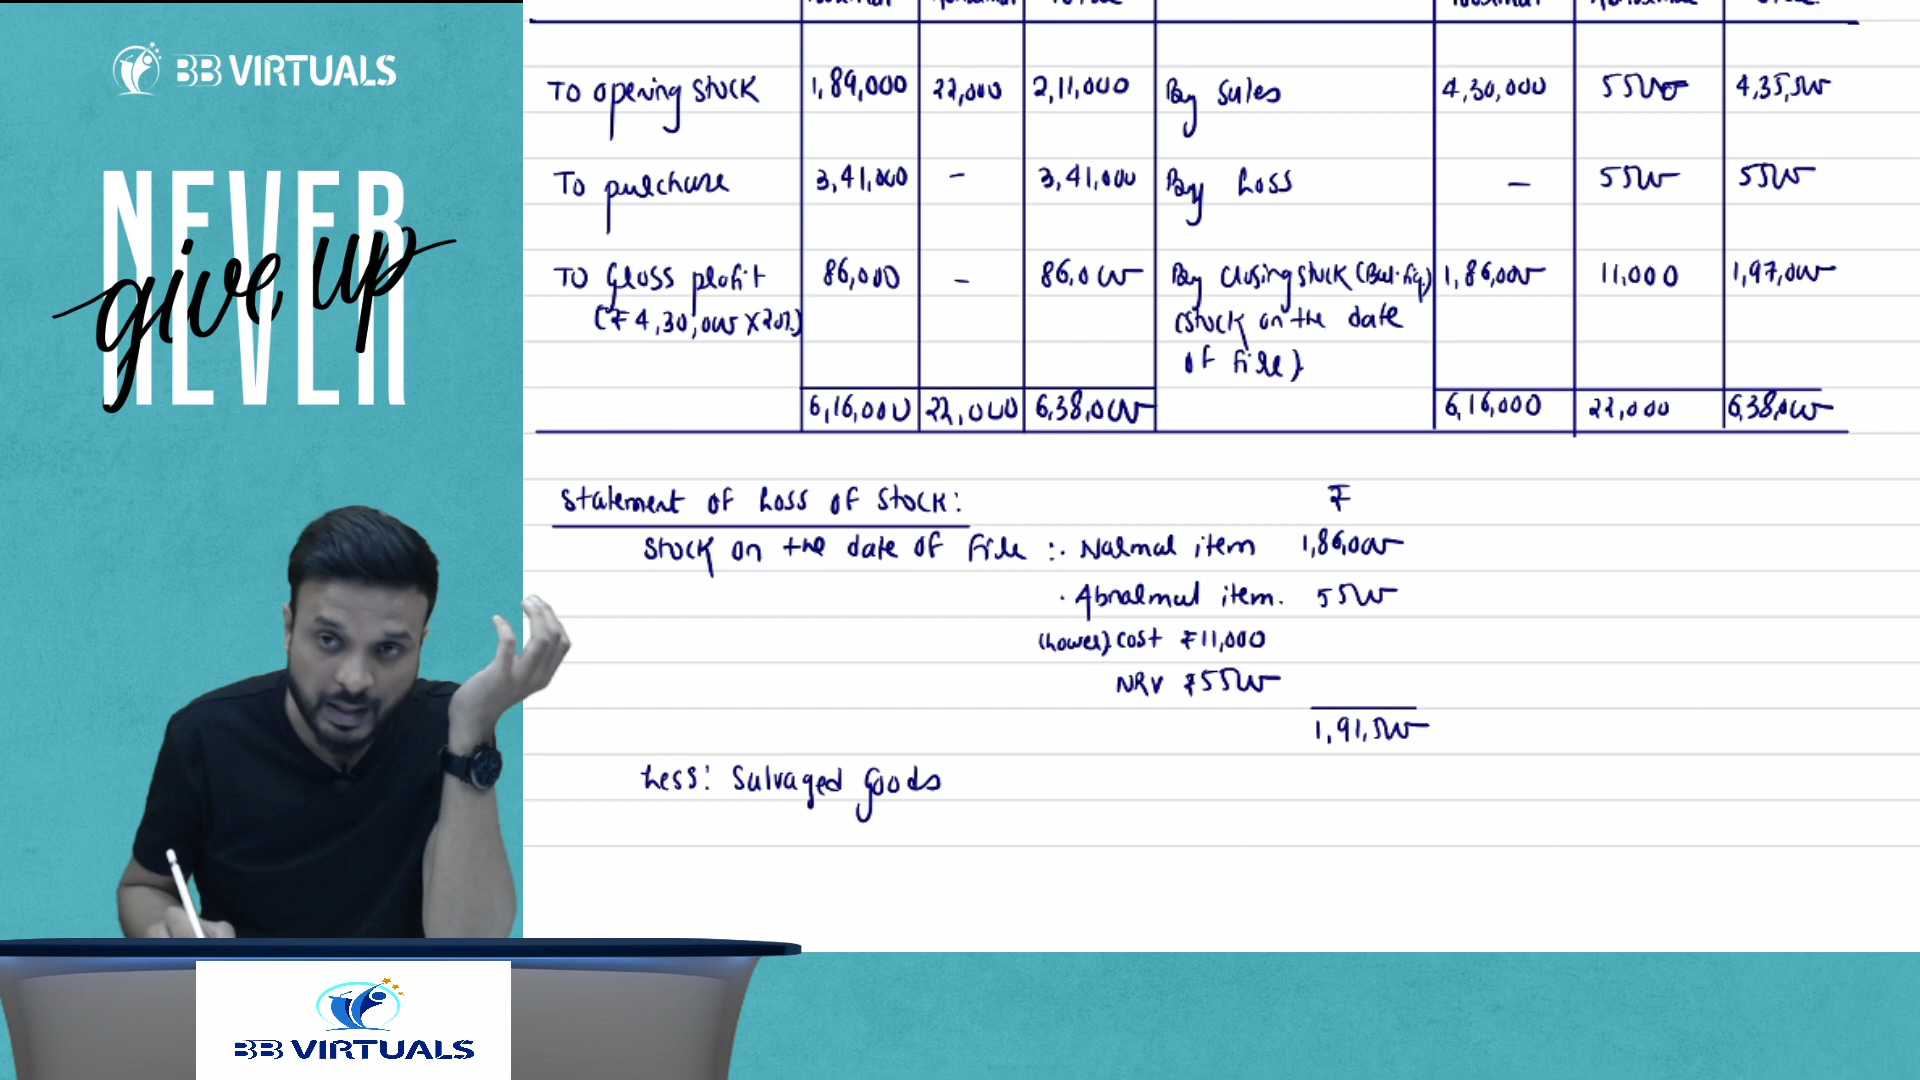 BB VIRTUALS
NEVER
give up
NEVER
To opening stock 1,89,000 22,000 2,11,000 By Sales 4,30,000 5500 4,35,500
To purchase 3,41,000 - 3,41,000 By Loss - 5500 5500
To Gross profit 86,000 - 86,000 By Closing stock (Bal. fig.) 1,86,000 11,000 1,97,000
(₹ 4,30,000 x 20%) (Stock on the date
of fire)
6,16,000 22,000 6,38,000 6,16,000 22,000 6,38,000
Statement of Loss of Stock: ₹
Stock on the date of fire :· Normal item 1,86,000
· Abnormal item. 5500
(Lower) Cost ₹11,000
NRV ₹5500
1,91,500
Less: Salvaged Goods
BB VIRTUALS